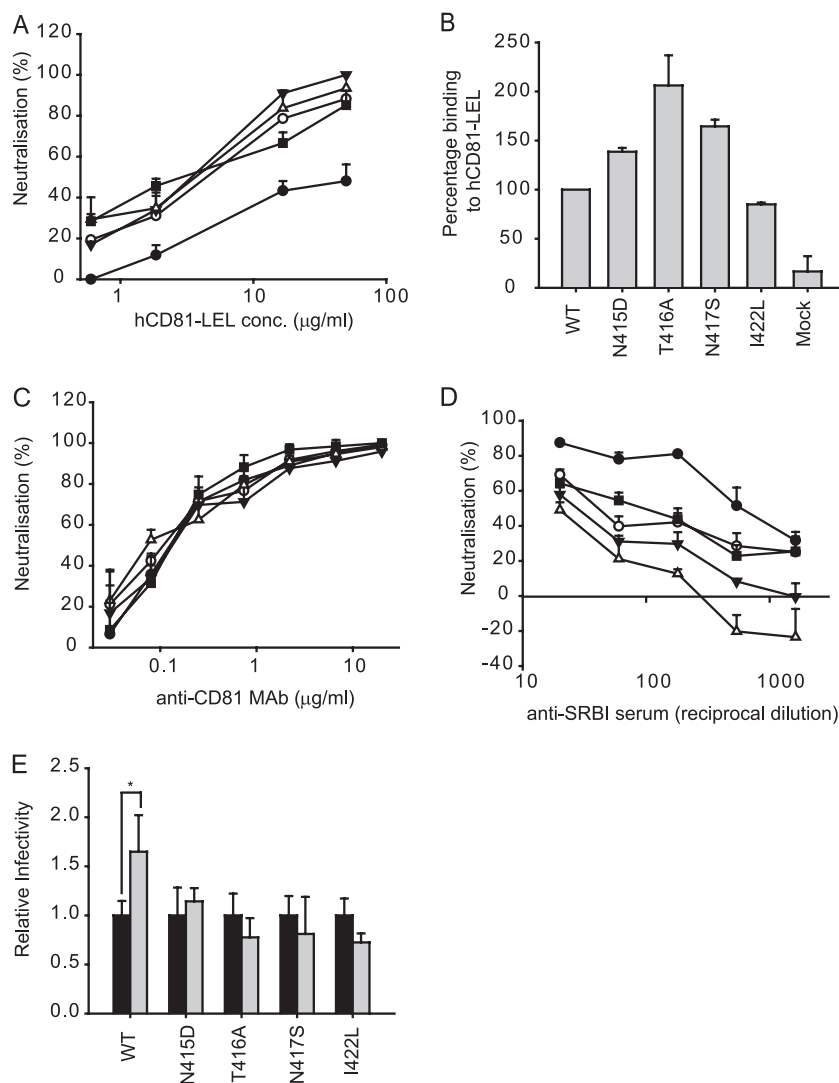 A
Neutralisation (%)
120
100
80
60
40
20
0
1
10
100
hCD81-LEL conc. (μg/ml)
B
Percentage binding
to hCD81-LEL
250
200
150
100
50
0
WT
N415D
T416A
N417S
I422L
Mock
C
Neutralisation (%)
120
100
80
60
40
20
0
0.1
1
10
anti-CD81 MAb (μg/ml)
D
Neutralisation (%)
100
80
60
40
20
0
-20
-40
10
100
1000
anti-SRBI serum (reciprocal dilution)
E
Relative Infectivity
2.5
2.0
1.5
1.0
0.5
0.0
*
WT
N415D
T416A
N417S
I422L